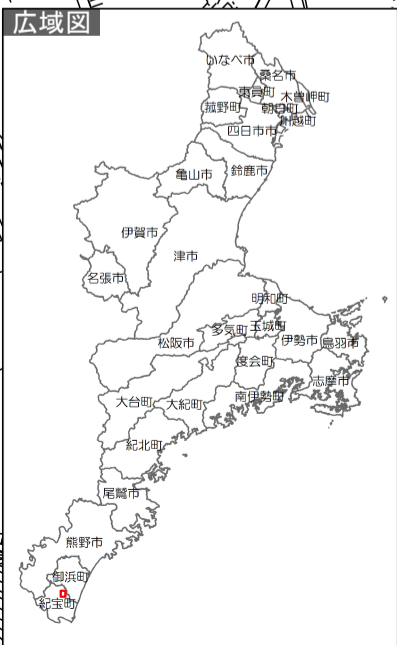 広域図
いなべ市
桑名市
東員町
木曽岬町
菰野町
朝日町
川越町
四日市市
亀山市
鈴鹿市
伊賀市
津市
名張市
明和町
多気町
玉城町
松阪市
伊勢市
鳥羽市
度会町
志摩市
大台町
大紀町
南伊勢町
紀北町
尾鷲市
熊野市
御浜町
紀宝町